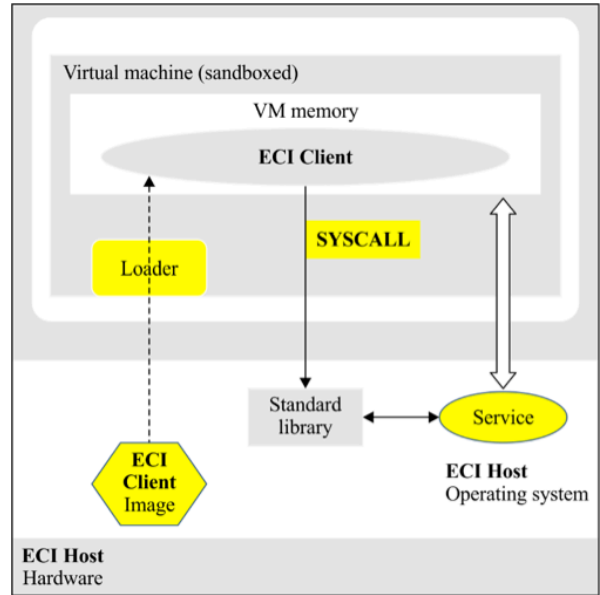 Virtual machine (sandboxed)
VM memory
ECI Client
SYSCALL
Loader
Standard
library
Service
ECI
Client
Image
ECI Host
Operating system
ECI Host
Hardware